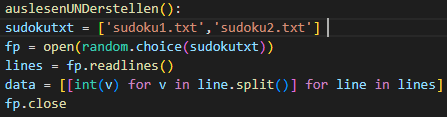 auslesenUNDerstellen():
sudokutxt = ['sudoku1.txt','sudoku2.txt']
fp = open(random.choice(sudokutxt))
lines = fp.readlines()
data = [[int(v) for v in line.split()] for line in lines]
fp.close